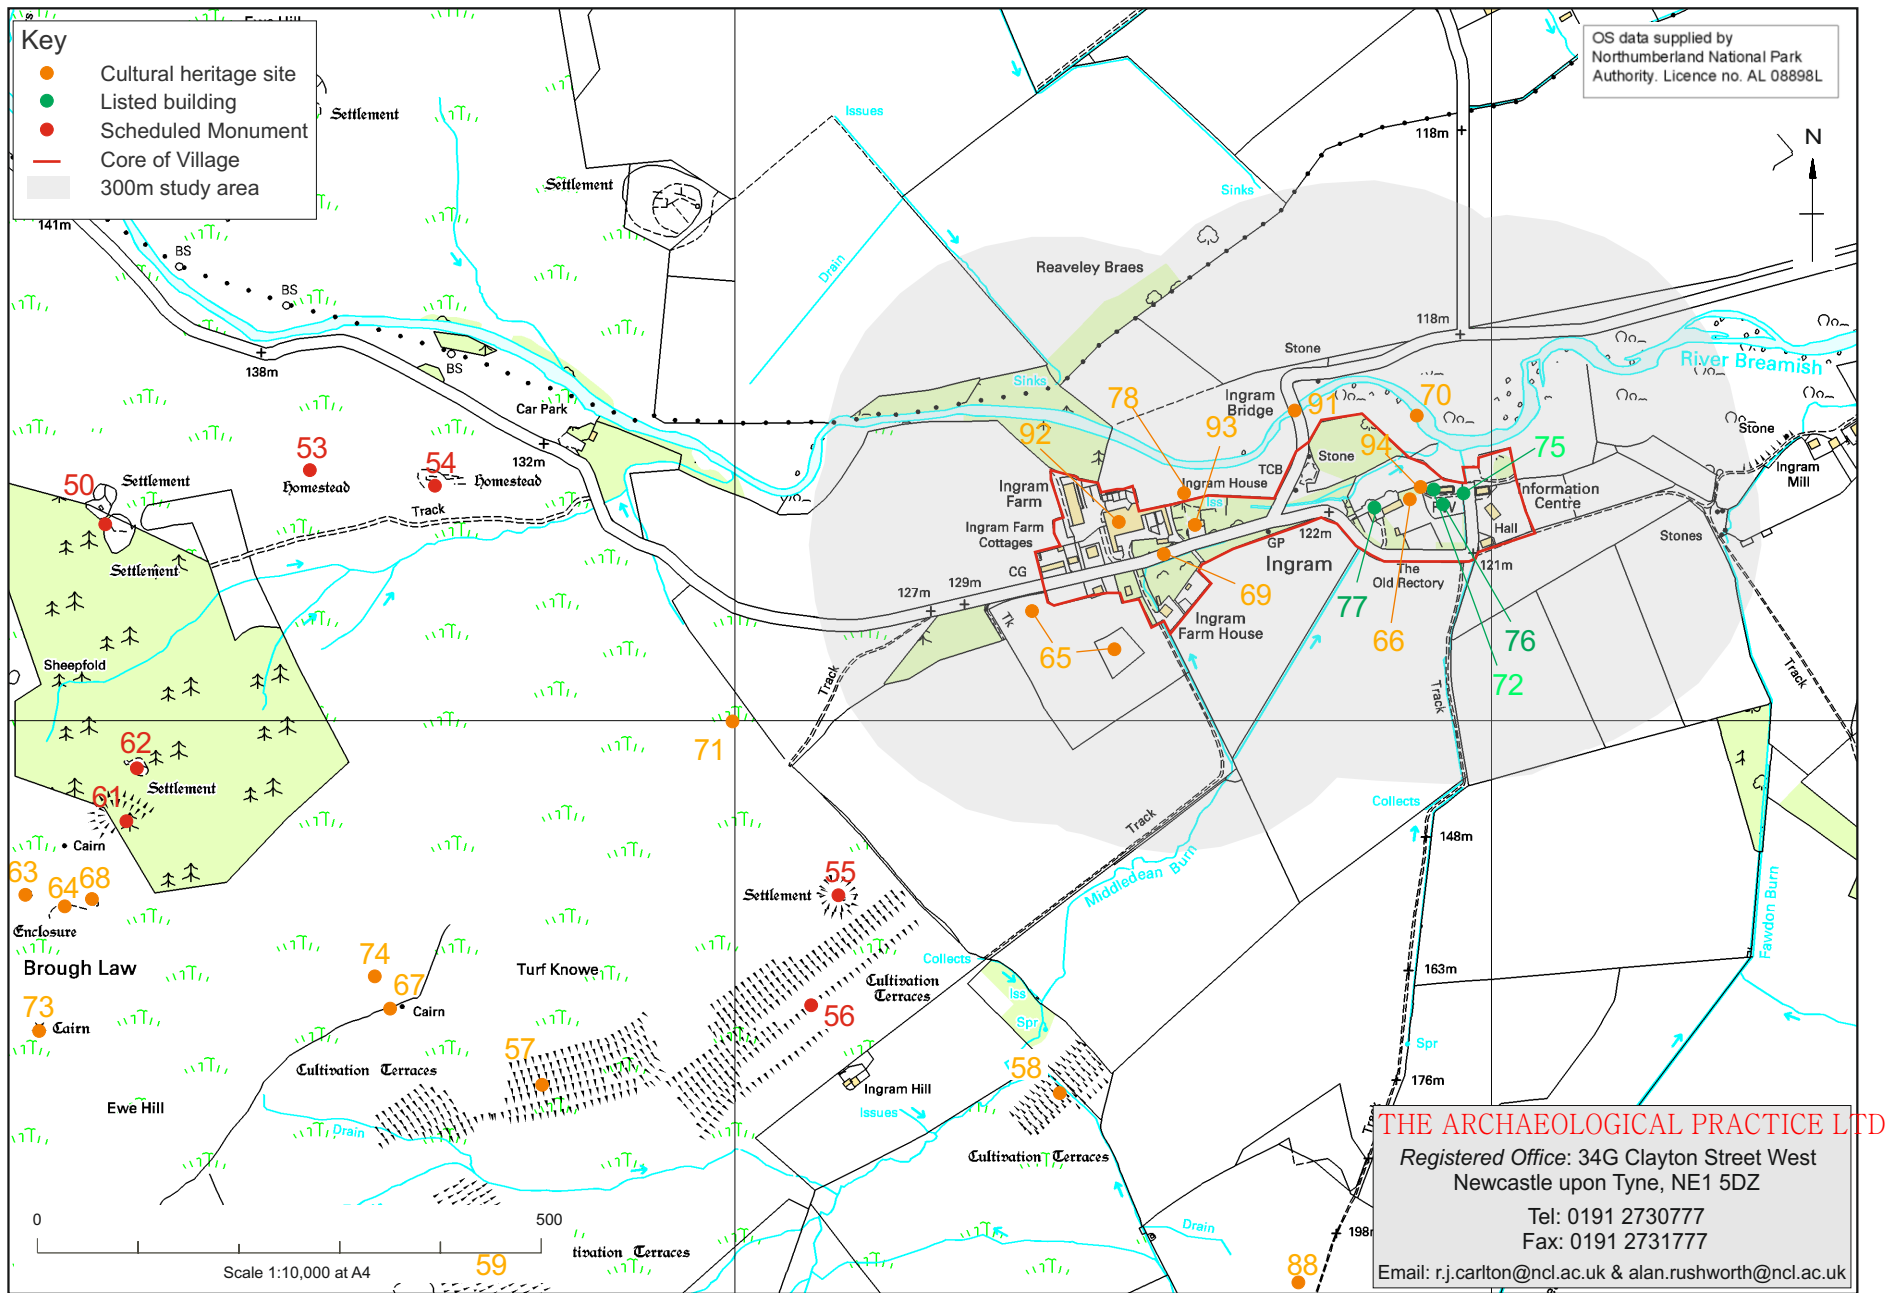 Ewe Hill
Key
Cultural heritage site
Listed building
Scheduled Monument
Core of Village
300m study area
OS data supplied by
Northumberland National Park
Authority. Licence no. AL 08898L
N
Settlement
Settlement
Issues
Sinks
118m
141m
BS
BS
BS
Drain
Reaveley Braes
138m
Car Park
132m
Sinks
Stone
118m
River Breamish
Ingram
Bridge
91
70
78
93
92
94
75
TCB
Stone
Stone
Ingram
Mill
53
Homestead
54
Homestead
50
Settlement
Settlement
Track
Ingram
Farm
Ingram House
Iss
Information
Centre
Hall
Ingram Farm
Cottages
CG
GP
122m
Ingram
The
Old Rectory
121m
Stones
127m
129m
Tk
69
77
66
76
72
Ingram
Farm House
65
Track
Track
Track
Sheepfold
71
62
Settlement
61
Cairn
Collects
148m
Track
Middledean Burn
63
64
68
Enclosure
Brough Law
55
Settlement
Fawdon Burn
74
67
Cairn
Turf Knowe
Collects
Iss
Spr
163m
73
Cairn
Cultivation
Terraces
56
57
58
Spr
Cultivation Terraces
Ingram Hill
Issues
176m
Ewe Hill
Drain
Cultivation Terraces
Drain
198m
0
500
tivation Terraces
Scale 1:10,000 at A4
59
88
THE ARCHAEOLOGICAL PRACTICE LTD
Registered Office: 34G Clayton Street West
Newcastle upon Tyne, NE1 5DZ
Tel: 0191 2730777
Fax: 0191 2731777
Email: r.j.carlton@ncl.ac.uk & alan.rushworth@ncl.ac.uk